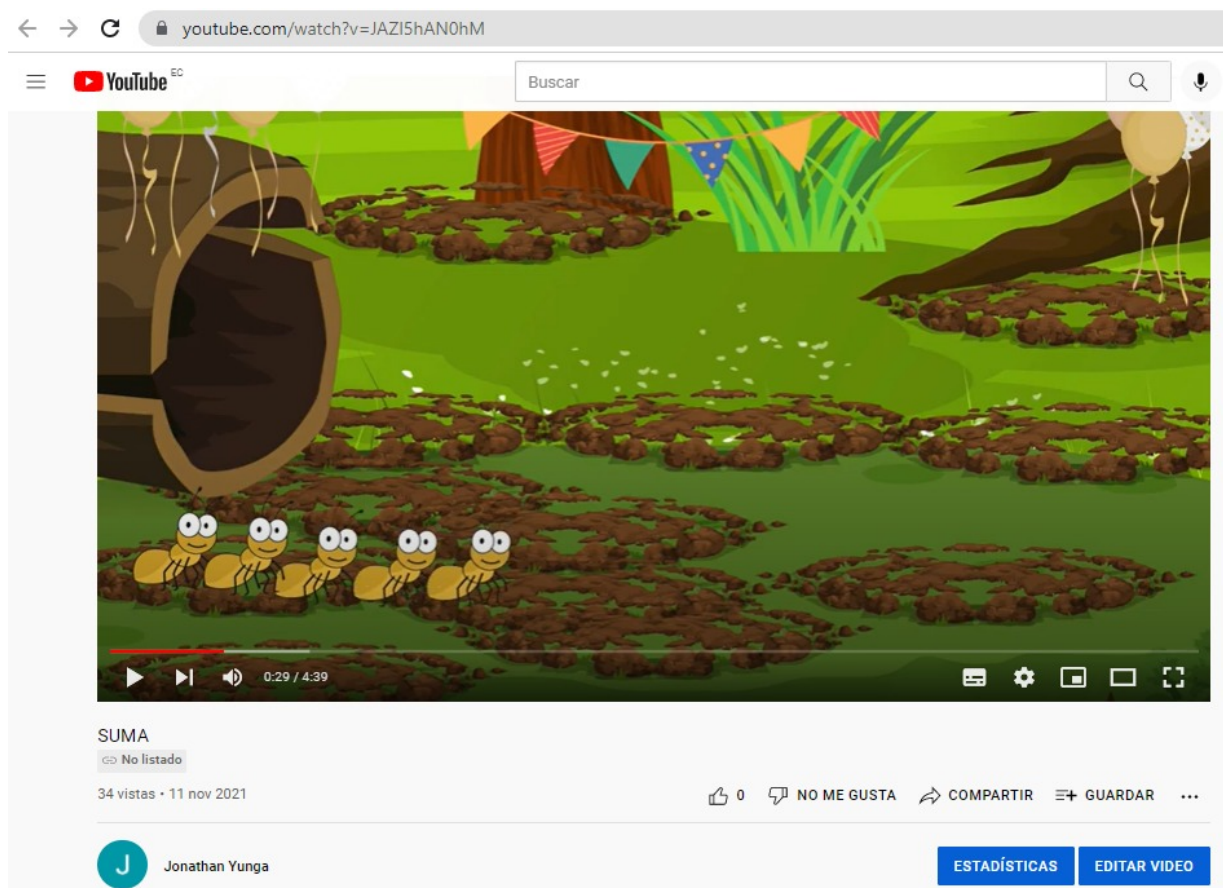 youtube.com/watch?v=JAZI5hAN0hM
YouTube EC
Buscar
0:29 / 4:39
SUMA
No listado
34 vistas • 11 nov 2021
0 NO ME GUSTA COMPARTIR GUARDAR
J Jonathan Yunga
ESTADÍSTICAS EDITAR VIDEO